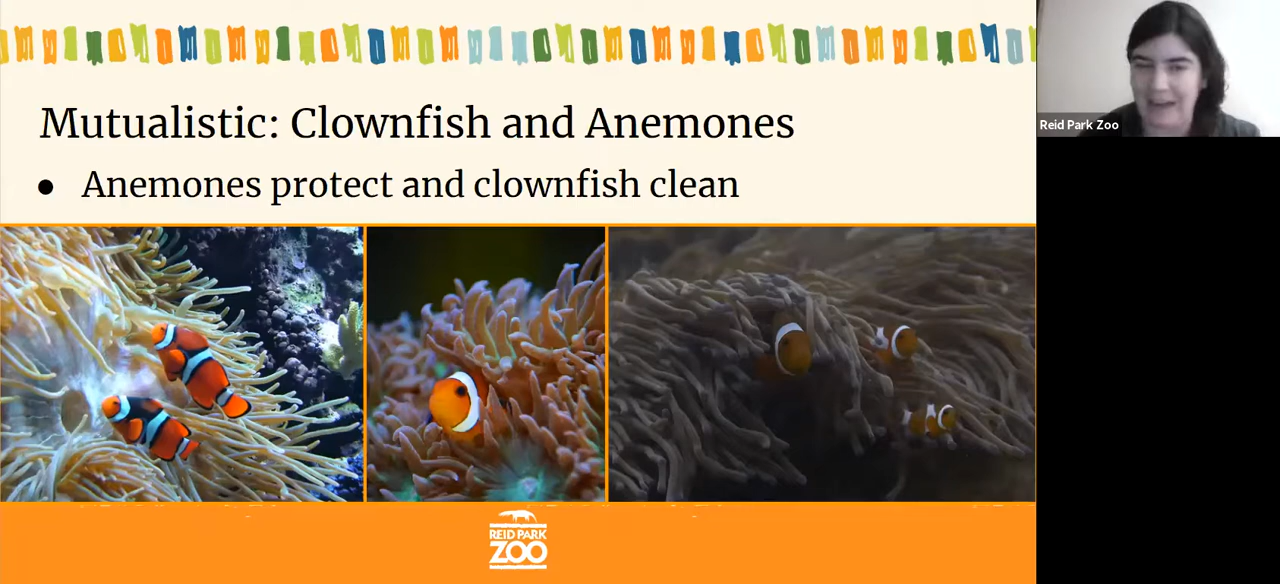 Mutualistic: Clownfish and Anemones
● Anemones protect and clownfish clean
Reid Park Zoo
REID PARK
ZOO